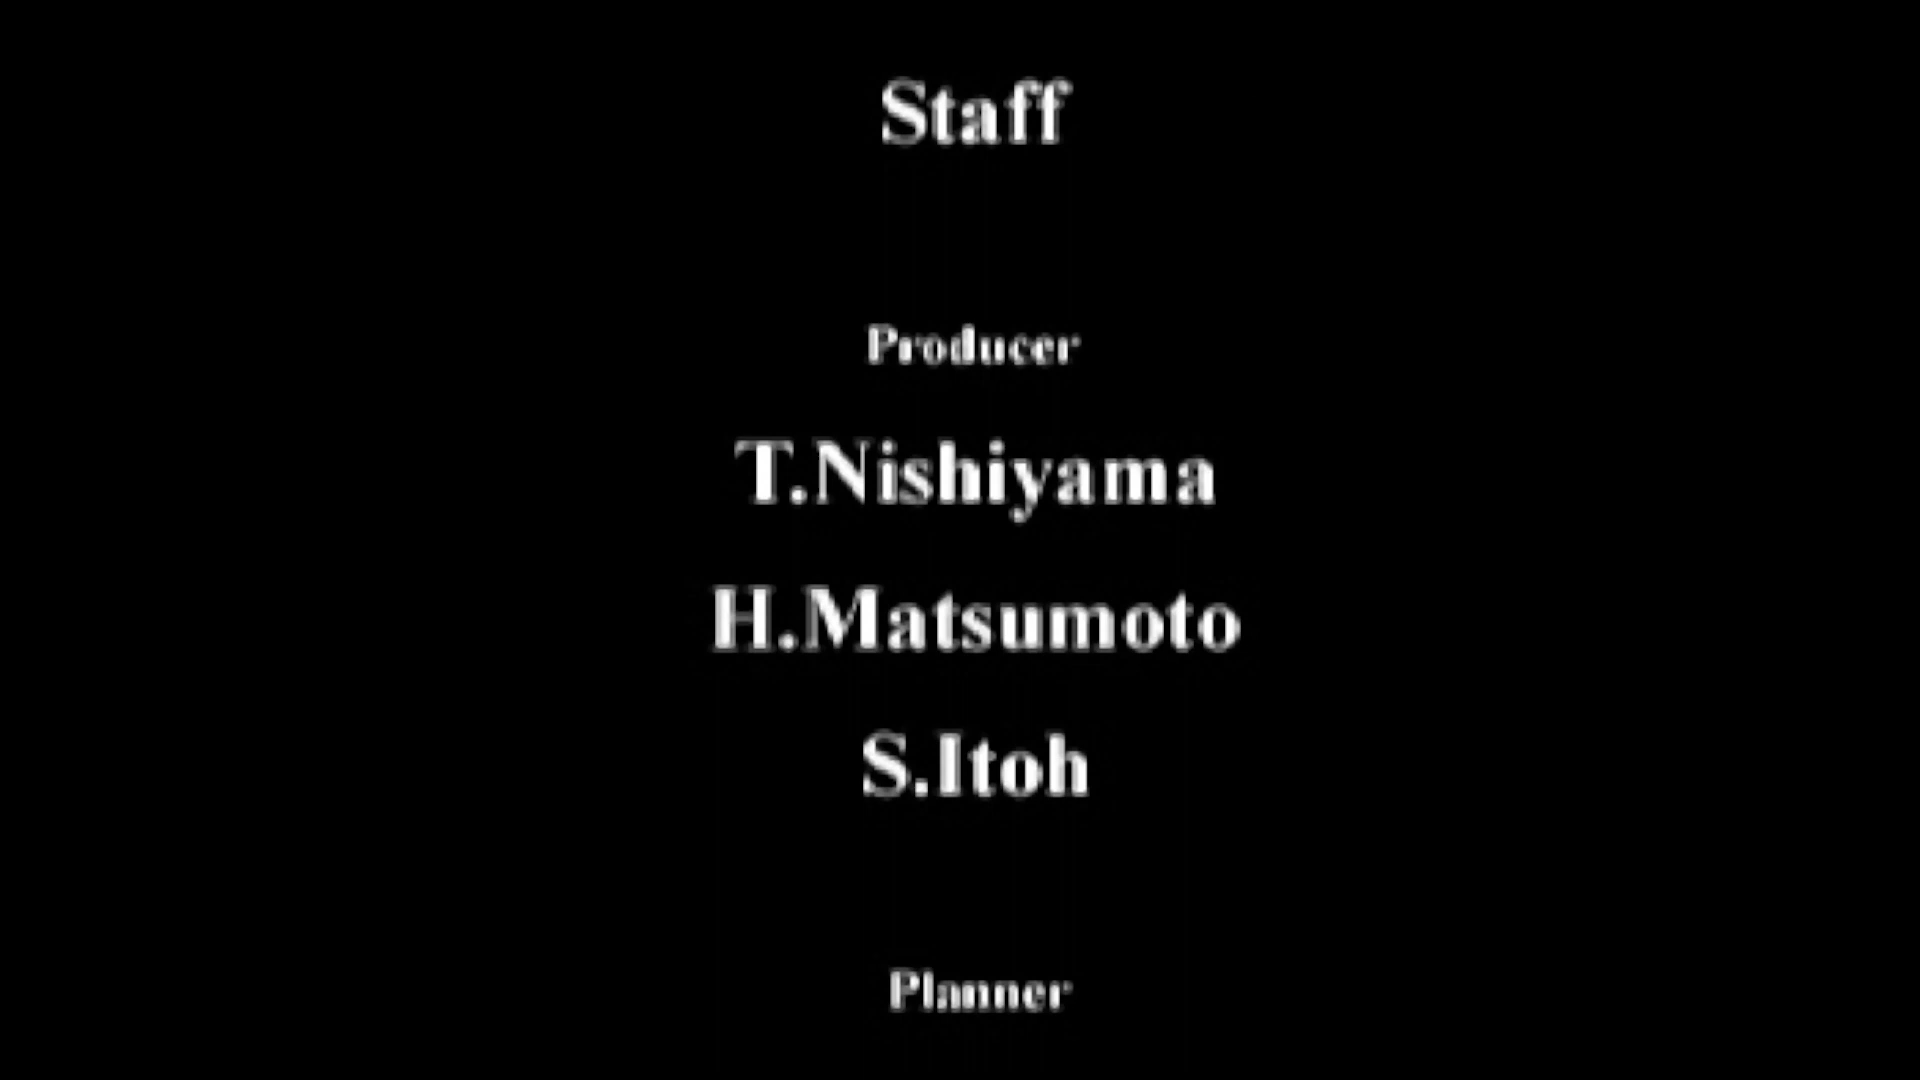 Staff
Producer
T.Nishiyama
H.Matsumoto
S.Itoh
Planner